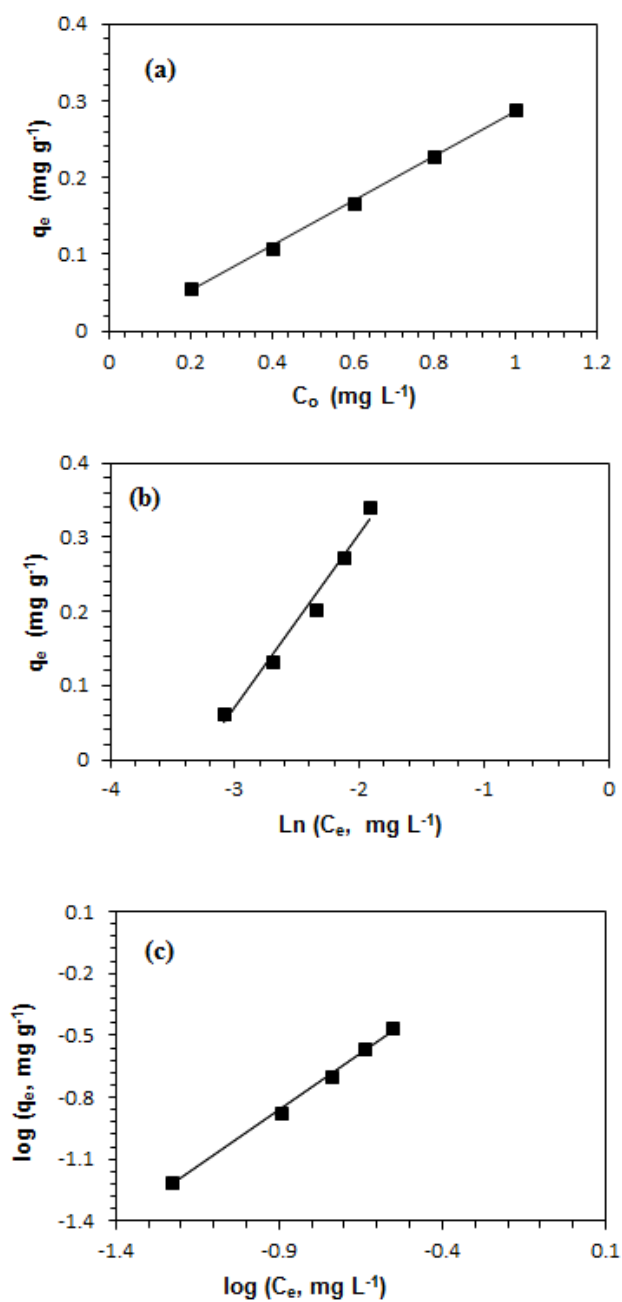 (a)
qₑ (mg g⁻¹)
0.4
0.3
0.2
0.1
0
0 0.2 0.4 0.6 0.8 1 1.2
Cₒ (mg L⁻¹)
(b)
qₑ (mg g⁻¹)
0.4
0.3
0.2
0.1
0
-4 -3 -2 -1 0
Ln (Cₑ, mg L⁻¹)
(c)
log (qₑ, mg g⁻¹)
0.1
-0.2
-0.5
-0.8
-1.1
-1.4
-1.4 -0.9 -0.4 0.1
log (Cₑ, mg L⁻¹)